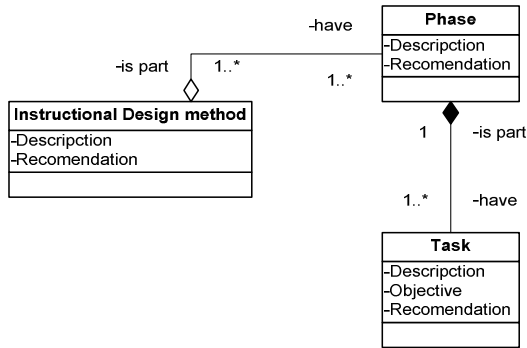 Phase
-Descripction
-Recomendation
-have
-is part
1..*
1..*
Instructional Design method
-Descripction
-Recomendation
1
-is part
1..*
-have
Task
-Descripction
-Objective
-Recomendation